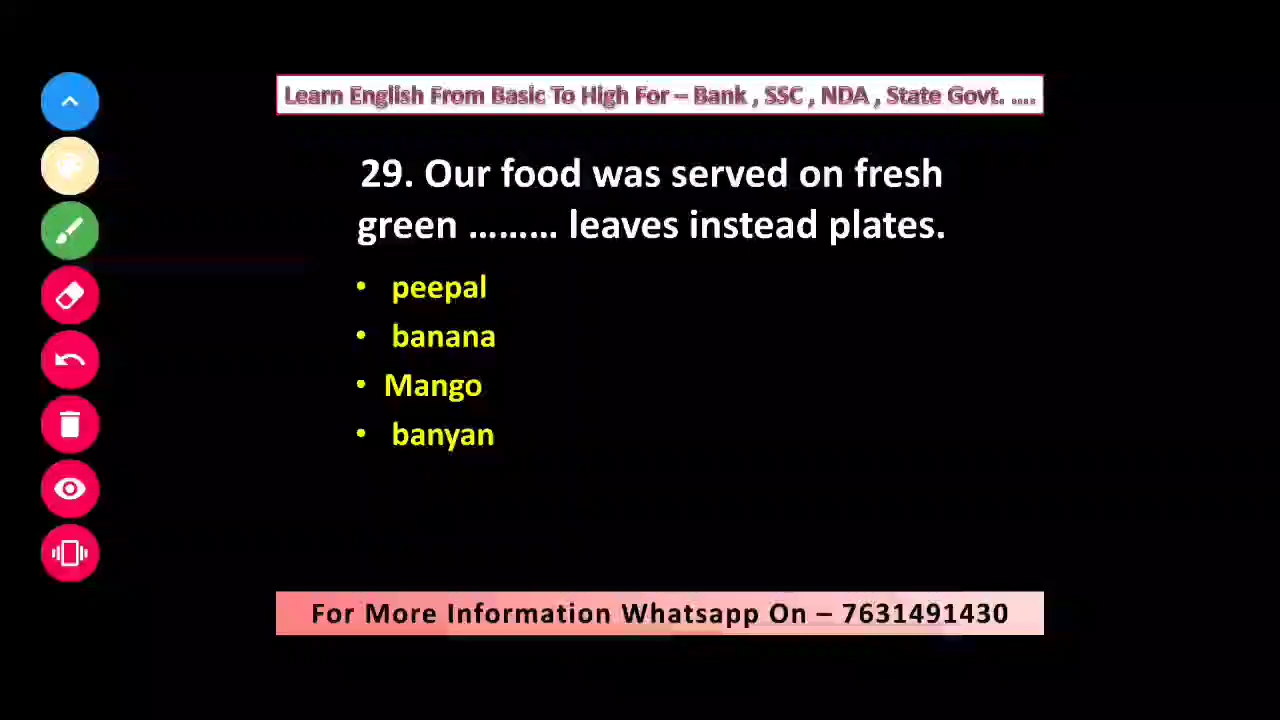 Learn English From Basic To High For – Bank , SSC , NDA , State Govt. ....
29. Our food was served on fresh
green ……… leaves instead plates.
• peepal
• banana
• Mango
• banyan
For More Information Whatsapp On – 7631491430